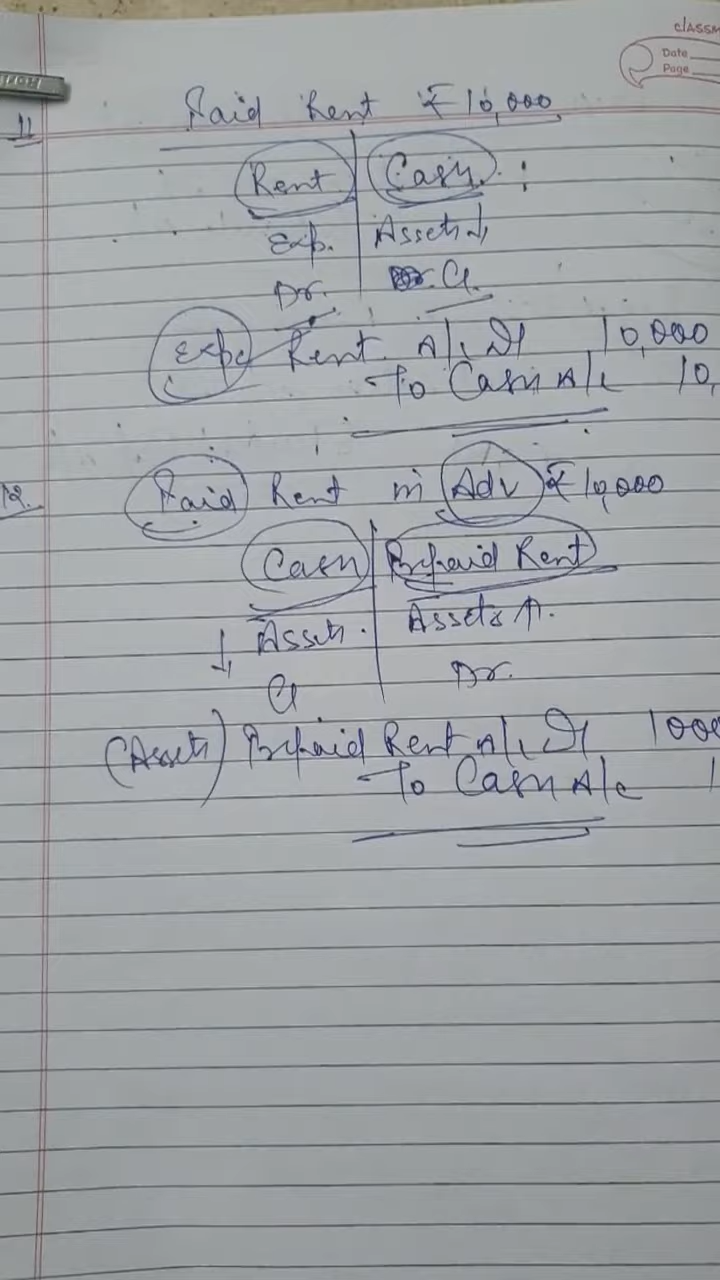 CLASSM
Date
Page
11 Paid Rent ₹ 10,000
Rent Cash :
Exp. Assets ↓
Dr. Cr.
Exp Rent A/c Dr 10,000
To Cash A/c 10,
12. Paid Rent in Adv ₹ 10,000
Cash Prepaid Rent
↓ Assets. Assets ↑.
Cr Dr.
(Assets) Prepaid Rent A/c Dr 1000
To Cash A/c 1